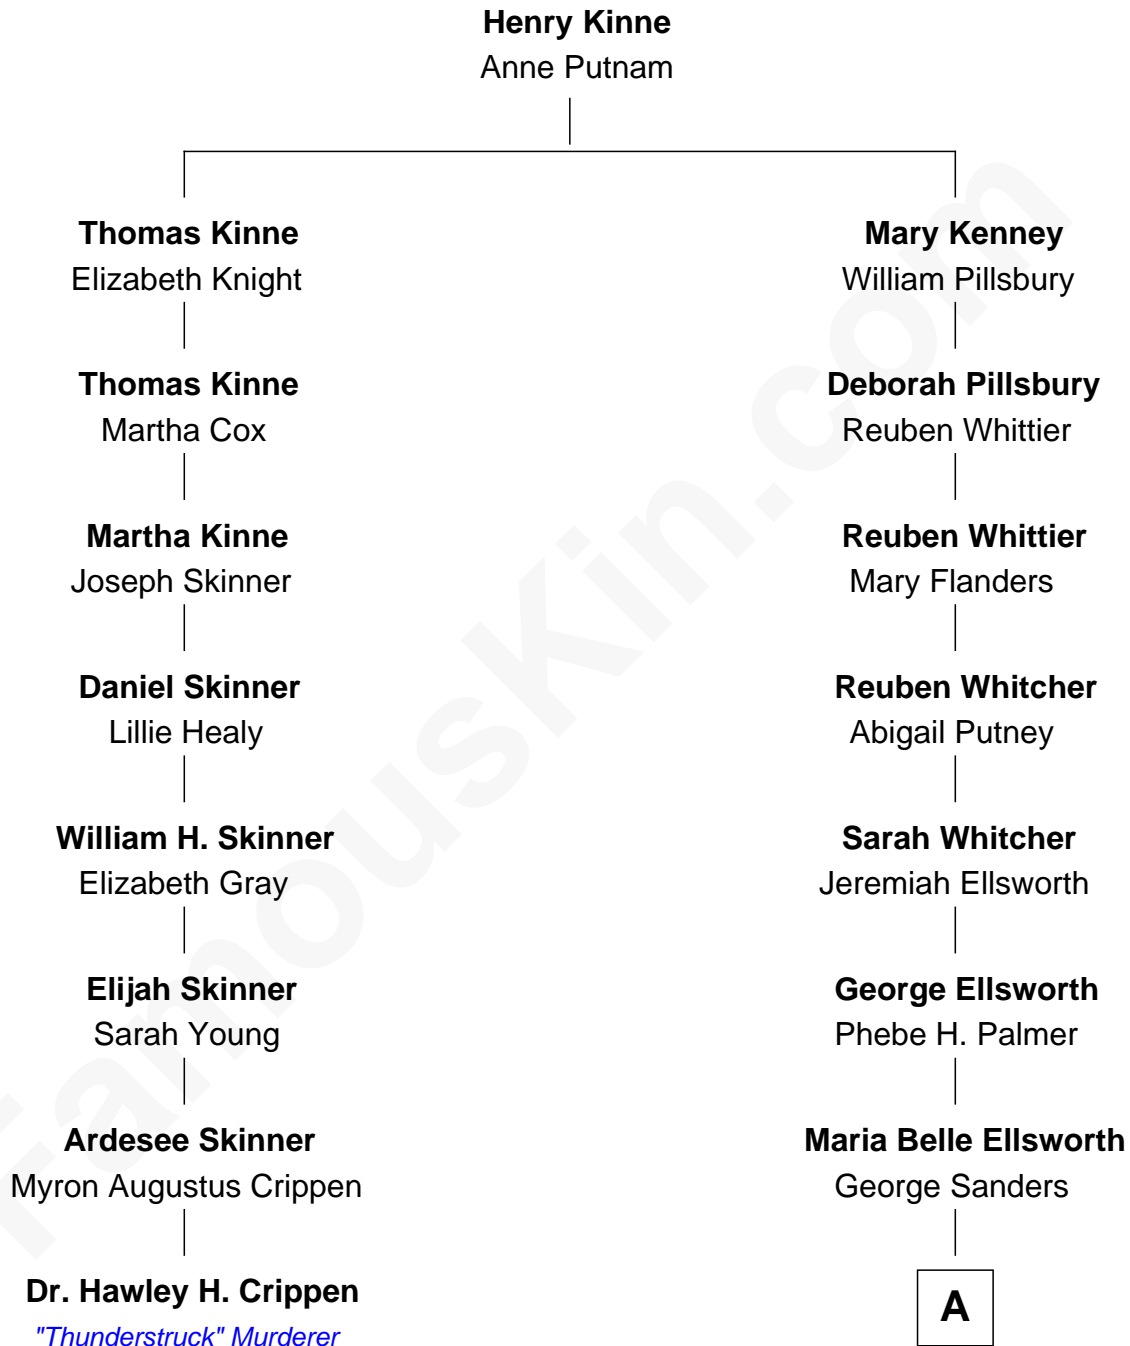 Henry Kinne
Anne Putnam
Thomas Kinne
Elizabeth Knight
Mary Kenney
William Pillsbury
Thomas Kinne
Martha Cox
Deborah Pillsbury
Reuben Whittier
Martha Kinne
Joseph Skinner
Reuben Whittier
Mary Flanders
Daniel Skinner
Lillie Healy
Reuben Whitcher
Abigail Putney
William H. Skinner
Elizabeth Gray
Sarah Whitcher
Jeremiah Ellsworth
Elijah Skinner
Sarah Young
George Ellsworth
Phebe H. Palmer
Ardesee Skinner
Myron Augustus Crippen
Maria Belle Ellsworth
George Sanders
Dr. Hawley H. Crippen
"Thunderstruck" Murderer
A
FamousKin.com